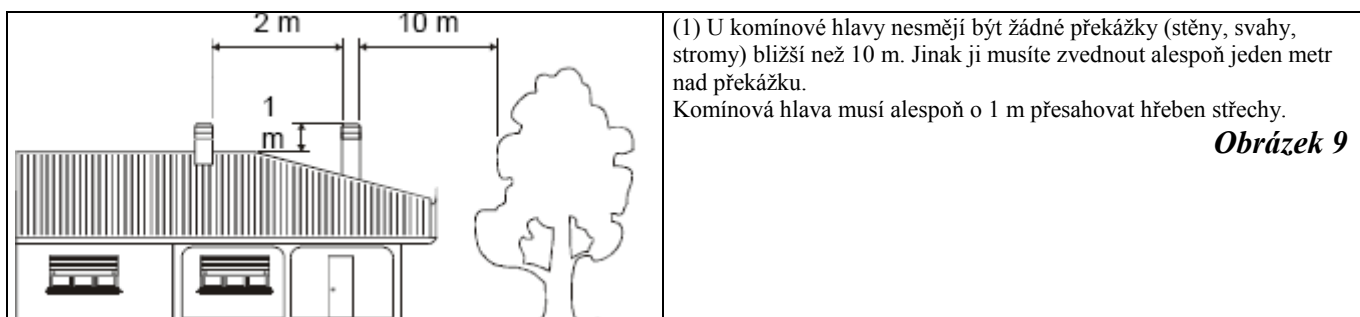 2 m
10 m
1
m
(1) U komínové hlavy nesmějí být žádné překážky (stěny, svahy,
stromy) bližší než 10 m. Jinak ji musíte zvednout alespoň jeden metr
nad překážku.
Komínová hlava musí alespoň o 1 m přesahovat hřeben střechy.
Obrázek 9